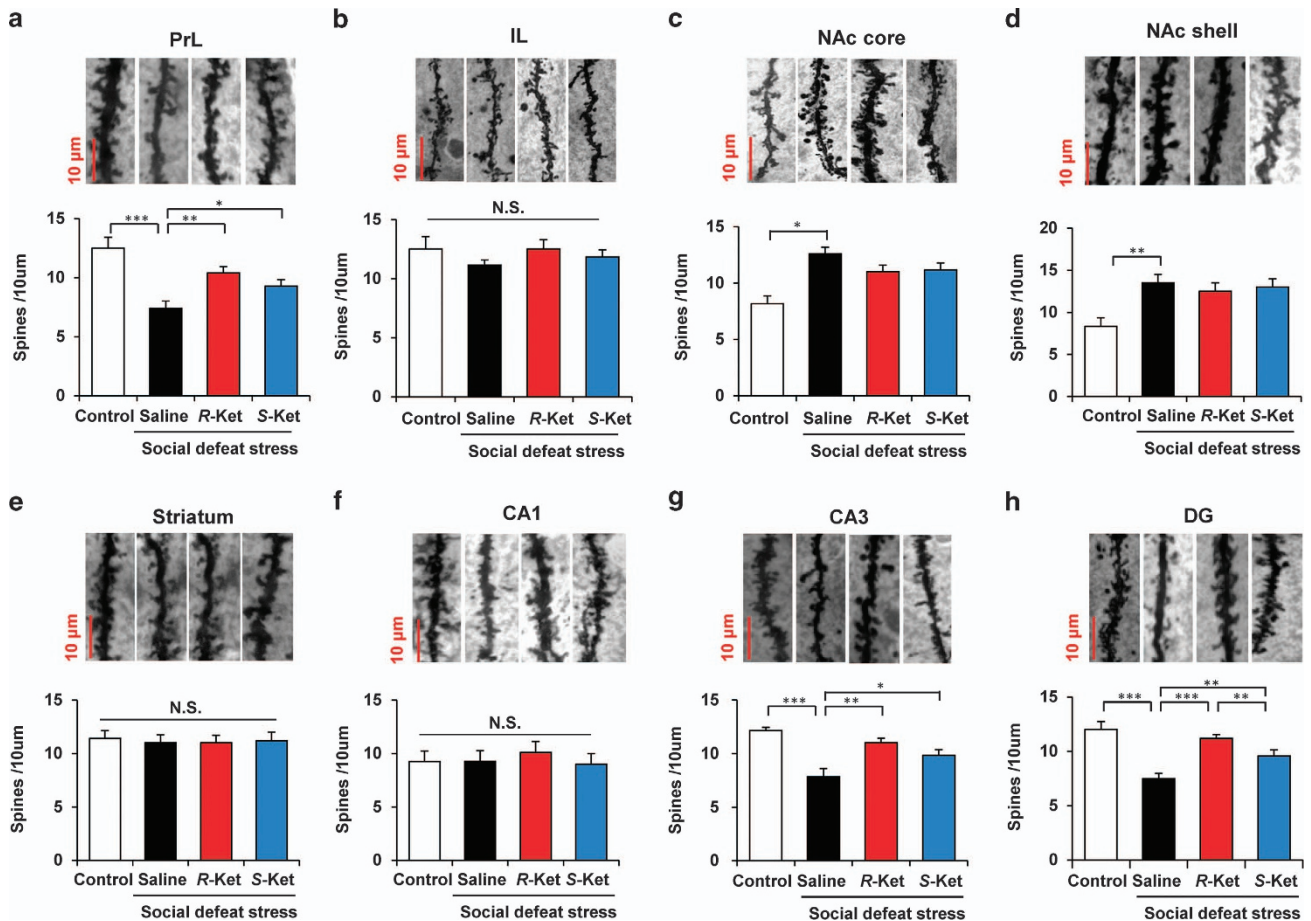 a
PrL
10 µm
*
*** **
15
10
5
0
Spines /10um
Control Saline R-Ket S-Ket
Social defeat stress
b
IL
10 µm
N.S.
15
10
5
0
Spines /10um
Control Saline R-Ket S-Ket
Social defeat stress
c
NAc core
10 µm
*
15
10
5
0
Spines /10um
Control Saline R-Ket S-Ket
Social defeat stress
d
NAc shell
10 µm
**
20
15
10
5
0
Spines /10um
Control Saline R-Ket S-Ket
Social defeat stress
e
Striatum
10 µm
N.S.
15
10
5
0
Spines /10um
Control Saline R-Ket S-Ket
Social defeat stress
f
CA1
10 µm
N.S.
15
10
5
0
Spines /10um
Control Saline R-Ket S-Ket
Social defeat stress
g
CA3
10 µm
*
*** **
15
10
5
0
Spines /10um
Control Saline R-Ket S-Ket
Social defeat stress
h
DG
10 µm
**
*** *** **
15
10
5
0
Spines /10um
Control Saline R-Ket S-Ket
Social defeat stress